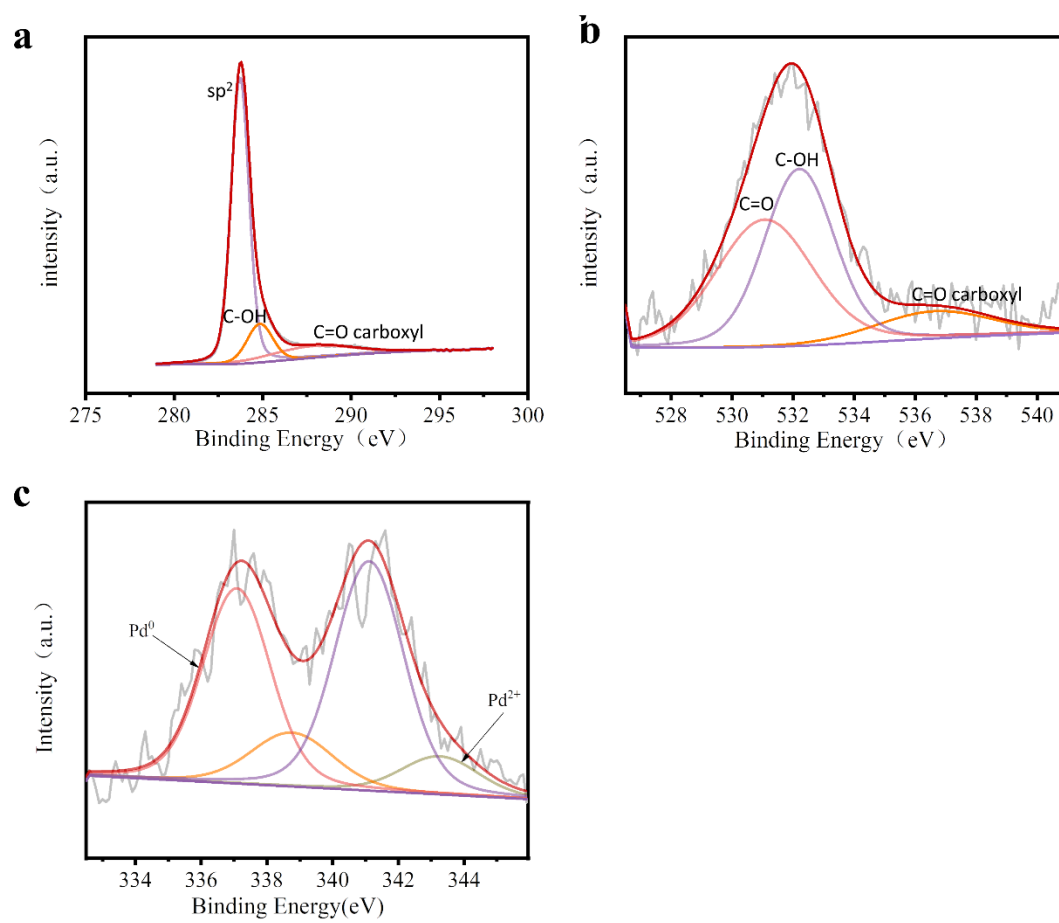 a
sp²
C-OH
C=O carboxyl
intensity（a.u.）
275 280 285 290 295 300
Binding Energy（eV）
b
C-OH
C=O
C=O carboxyl
intensity（a.u.）
528 530 532 534 536 538 540
Binding Energy（eV）
c
Pd⁰
Pd²⁺
Intensity（a.u.）
334 336 338 340 342 344
Binding Energy(eV)